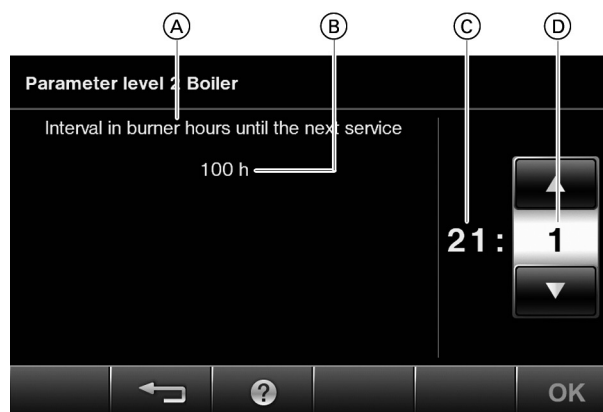 A B C D
Parameter level 2 Boiler
Interval in burner hours until the next service
100 h
21: 1
?
OK